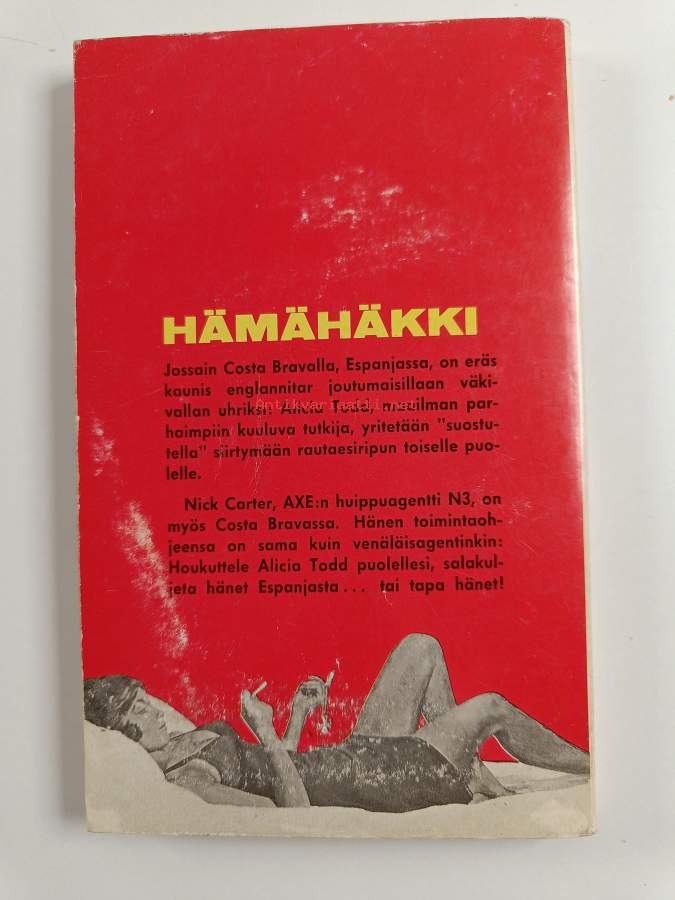 HÄMÄHÄKKI
Jossain Costa Bravalla, Espanjassa, on eräs
kaunis englannitar joutumaisillaan väki-
vallan uhriksi: Alicia Todd, maailman par-
haimpiin kuuluva tutkija, yritetään "suostu-
tella" siirtymään rautaesiripun toiselle puo-
lelle.
Nick Carter, AXE:n huippuagentti N3, on
myös Costa Bravassa. Hänen toimintaoh-
jeensa on sama kuin venäläisagentinkin:
Houkuttele Alicia Todd puolellesi, salakul-
jeta hänet Espanjasta... tai tapa hänet!
Antikvariaatti.net